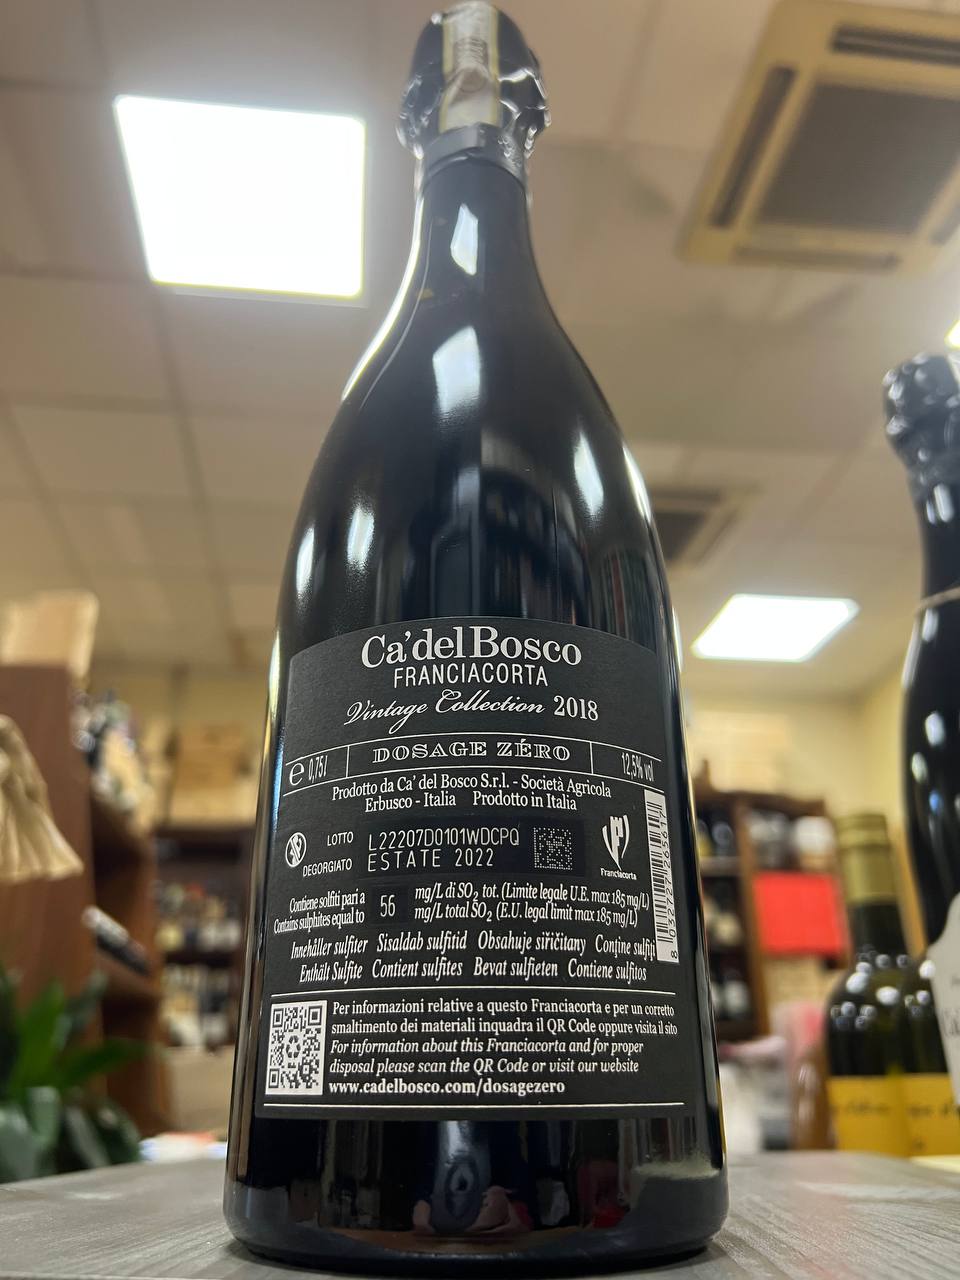 Ca'del Bosco
FRANCIACORTA
Vintage Collection 2018
e 0,75 l DOSAGE ZÉRO 12,5% vol
Prodotto da Ca' del Bosco S.r.l. - Società Agricola
Erbusco - Italia Prodotto in Italia
LOTTO L22207D0101WDCPQ
DEGORGIATO ESTATE 2022
Franciacorta
Contiene solfiti pari a 56 mg/L di SO2 tot. (Limite legale U.E. max 185 mg/L)
Contains sulphites equal to mg/L total SO2 (E.U. legal limit max 185 mg/L)
Innehåller sulfiter Sisaldab sulfitid Obsahuje siřičitany Confine sulfiți
Enthält Sulfite Contient sulfites Bevat sulfieten Contiene sulfitos
8 032727 265617
Per informazioni relative a questo Franciacorta e per un corretto
smaltimento dei materiali inquadra il QR Code oppure visita il sito
For information about this Franciacorta and for proper
disposal please scan the QR Code or visit our website
www.cadelbosco.com/dosagezero